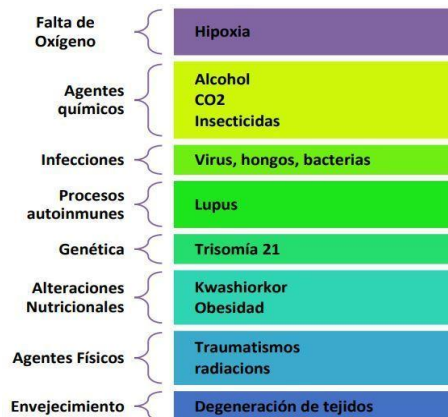 Falta de
Oxígeno
Hipoxia
Agentes
químicos
Alcohol
CO2
Insecticidas
Infecciones
Virus, hongos, bacterias
Procesos
autoinmunes
Lupus
Genética
Trisomía 21
Alteraciones
Nutricionales
Kwashiorkor
Obesidad
Agentes Físicos
Traumatismos
radiacions
Envejecimiento
Degeneración de tejidos